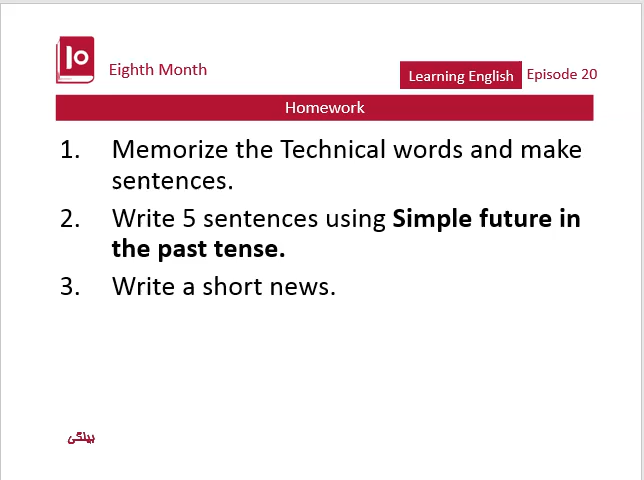 Eighth Month
Learning English
Episode 20
Homework
1. Memorize the Technical words and make
sentences.
2. Write 5 sentences using Simple future in
the past tense.
3. Write a short news.